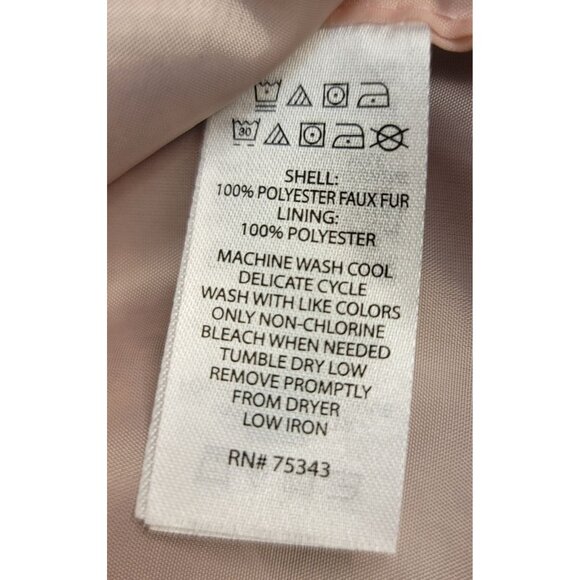 30
SHELL:
100% POLYESTER FAUX FUR
LINING:
100% POLYESTER
MACHINE WASH COOL
DELICATE CYCLE
WASH WITH LIKE COLORS
ONLY NON-CHLORINE
BLEACH WHEN NEEDED
TUMBLE DRY LOW
REMOVE PROMPTLY
FROM DRYER
LOW IRON
RN# 75343